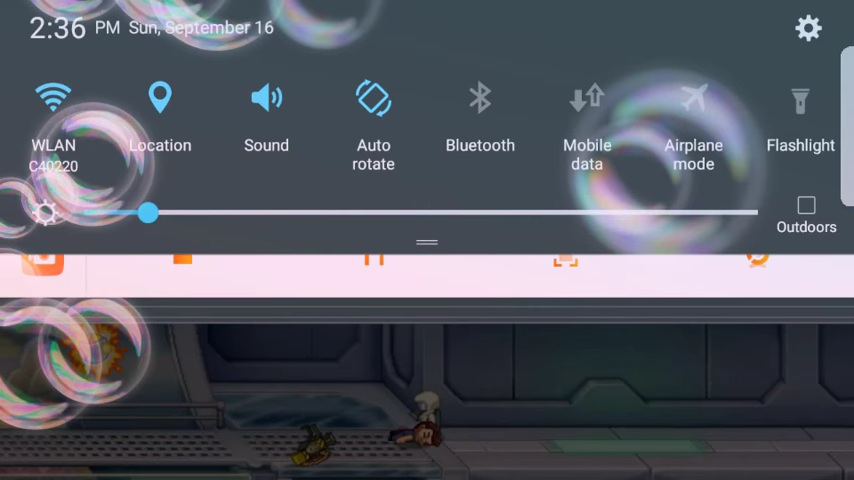 2:36 PM Sun, September 16
WLAN
C40220
Location
Sound
Auto
rotate
Bluetooth
Mobile
data
Airplane
mode
Flashlight
Outdoors